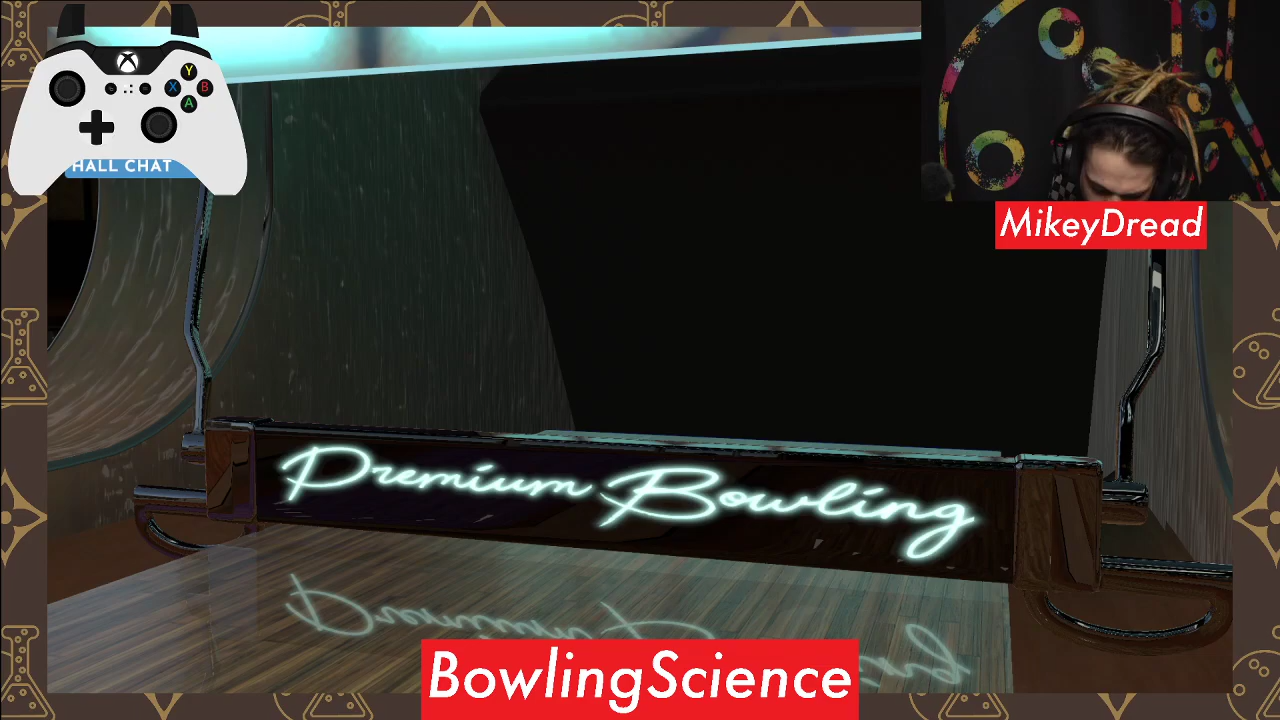 Y
X
B
A
HALL CHAT
MikeyDread
Premium Bowling
BowlingScience